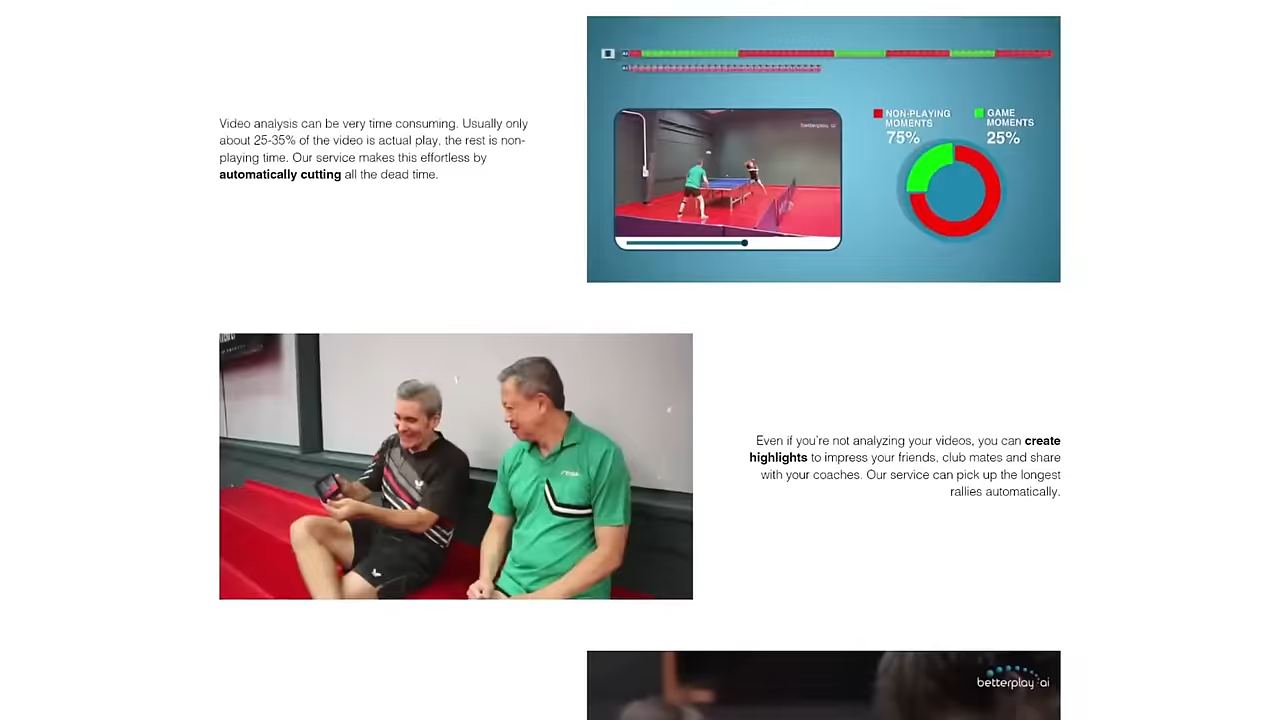 Video analysis can be very time consuming. Usually only
about 25-35% of the video is actual play, the rest is non-
playing time. Our service makes this effortless by
automatically cutting all the dead time.
betterplay ai
NON-PLAYING
MOMENTS
75%
GAME
MOMENTS
25%
STIGA
Even if you're not analyzing your videos, you can create
highlights to impress your friends, club mates and share
with your coaches. Our service can pick up the longest
rallies automatically.
betterplay ai